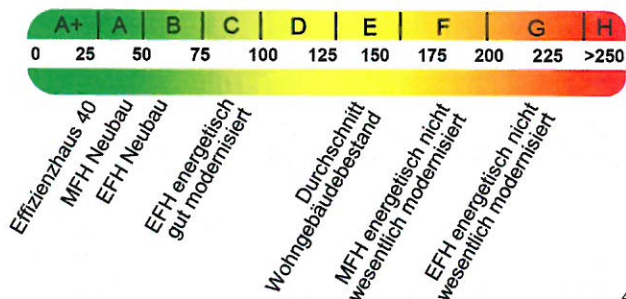 A+ A B C D E F G H
0 25 50 75 100 125 150 175 200 225 >250
Effizienzhaus 40
MFH Neubau
EFH Neubau
EFH energetisch
gut modernisiert
Durchschnitt
Wohngebäudebestand
MFH energetisch nicht
wesentlich modernisiert
EFH energetisch nicht
wesentlich modernisiert